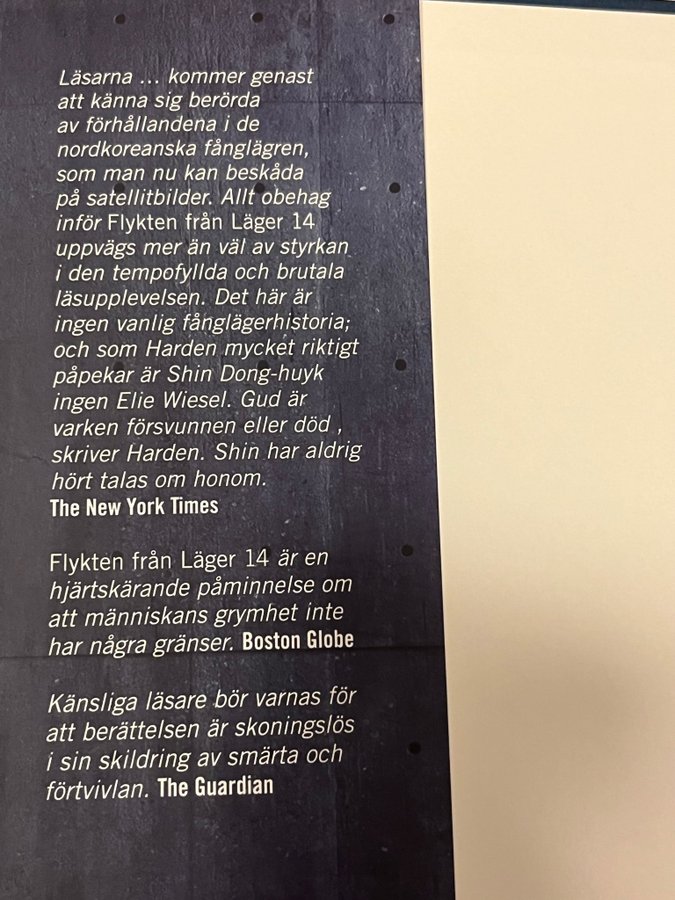 Läsarna ... kommer genast
att känna sig berörda
av förhållandena i de
nordkoreanska fånglägren,
som man nu kan beskåda
på satellitbilder. Allt obehag
inför Flykten från Läger 14
uppvägs mer än väl av styrkan
i den tempofyllda och brutala
läsupplevelsen. Det här är
ingen vanlig fånglägerhistoria;
och som Harden mycket riktigt
påpekar är Shin Dong-huyk
ingen Elie Wiesel. Gud är
varken försvunnen eller död ,
skriver Harden. Shin har aldrig
hört talas om honom.
The New York Times
Flykten från Läger 14 är en
hjärtskärande påminnelse om
att människans grymhet inte
har några gränser. Boston Globe
Känsliga läsare bör varnas för
att berättelsen är skoningslös
i sin skildring av smärta och
förtvivlan. The Guardian